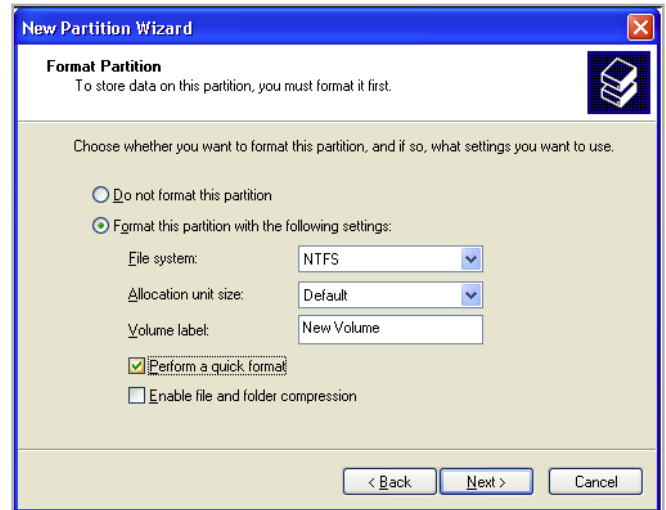 New Partition Wizard
Format Partition
To store data on this partition, you must format it first.
Choose whether you want to format this partition, and if so, what settings you want to use.
Do not format this partition
Format this partition with the following settings:
File system: NTFS
Allocation unit size: Default
Volume label: New Volume
Perform a quick format
Enable file and folder compression
< Back Next > Cancel